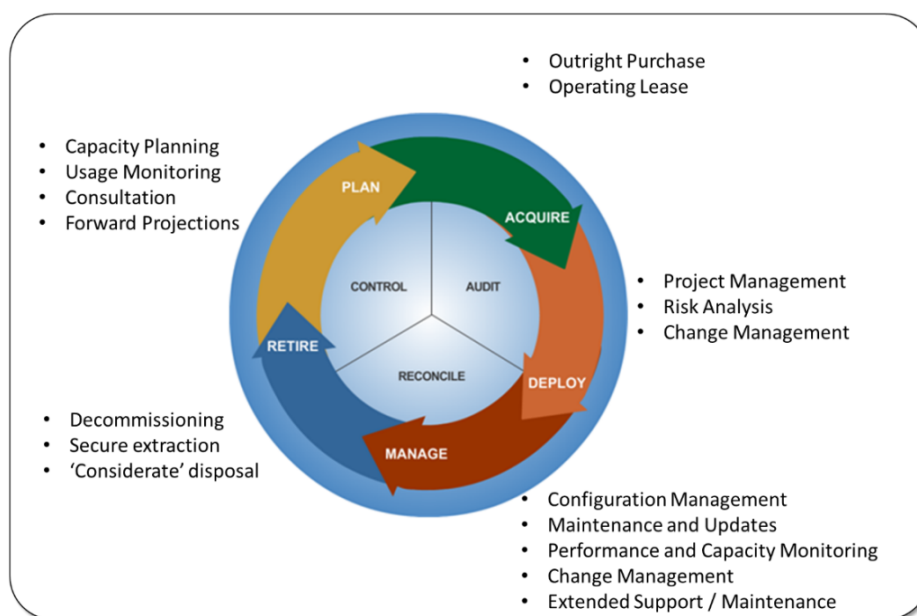 • Outright Purchase
• Operating Lease
• Capacity Planning
• Usage Monitoring
• Consultation
• Forward Projections
PLAN
ACQUIRE
CONTROL
AUDIT
• Project Management
• Risk Analysis
• Change Management
RETIRE
RECONCILE
DEPLOY
• Decommissioning
• Secure extraction
• ‘Considerate’ disposal
MANAGE
• Configuration Management
• Maintenance and Updates
• Performance and Capacity Monitoring
• Change Management
• Extended Support / Maintenance